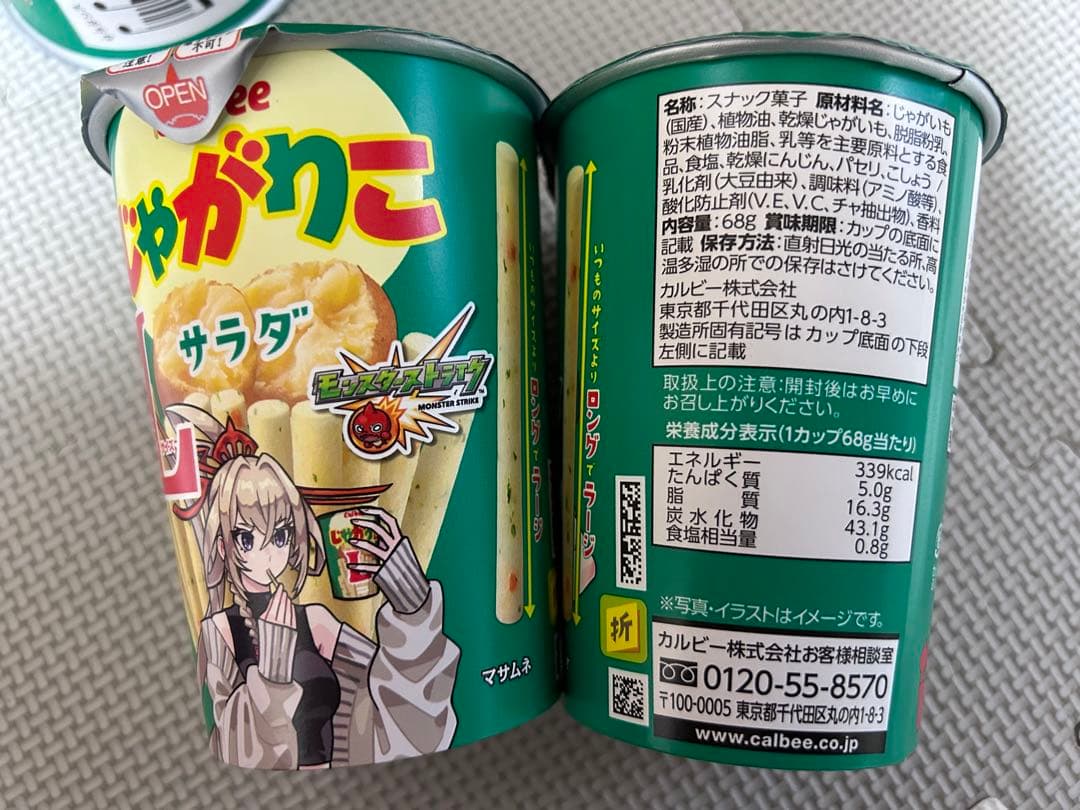 注意!
不可!
OPEN
ee
じゃがりこ
サラダ
L
モンスターストライク
MONSTER STRIKE
じゃがりこ
L
マサムネ
いつものサイズより ロングでラージ
いつものサイズより ロングでラージ
名称:スナック菓子 原材料名:じゃがいも
(国産)、植物油、乾燥じゃがいも、脱脂粉乳、
粉末植物油脂、乳等を主要原料とする食
品、食塩、乾燥にんじん、パセリ、こしょう/
乳化剤(大豆由来)、調味料(アミノ酸等)、
酸化防止剤(V.E、V.C、チャ抽出物)、香料
内容量:68g 賞味期限:カップの底面に
記載 保存方法:直射日光の当たる所、高
温多湿の所での保存はさけてください。
カルビー株式会社
東京都千代田区丸の内1-8-3
製造所固有記号は カップ底面の下段
左側に記載
取扱上の注意:開封後はお早めに
お召し上がりください。
栄養成分表示(1カップ68g当たり)
エネルギー 339kcal
たんぱく質 5.0g
脂質 16.3g
炭水化物 43.1g
食塩相当量 0.8g
折
※写真・イラストはイメージです。
カルビー株式会社お客様相談室
0120-55-8570
〒100-0005 東京都千代田区丸の内1-8-3
www.calbee.co.jp